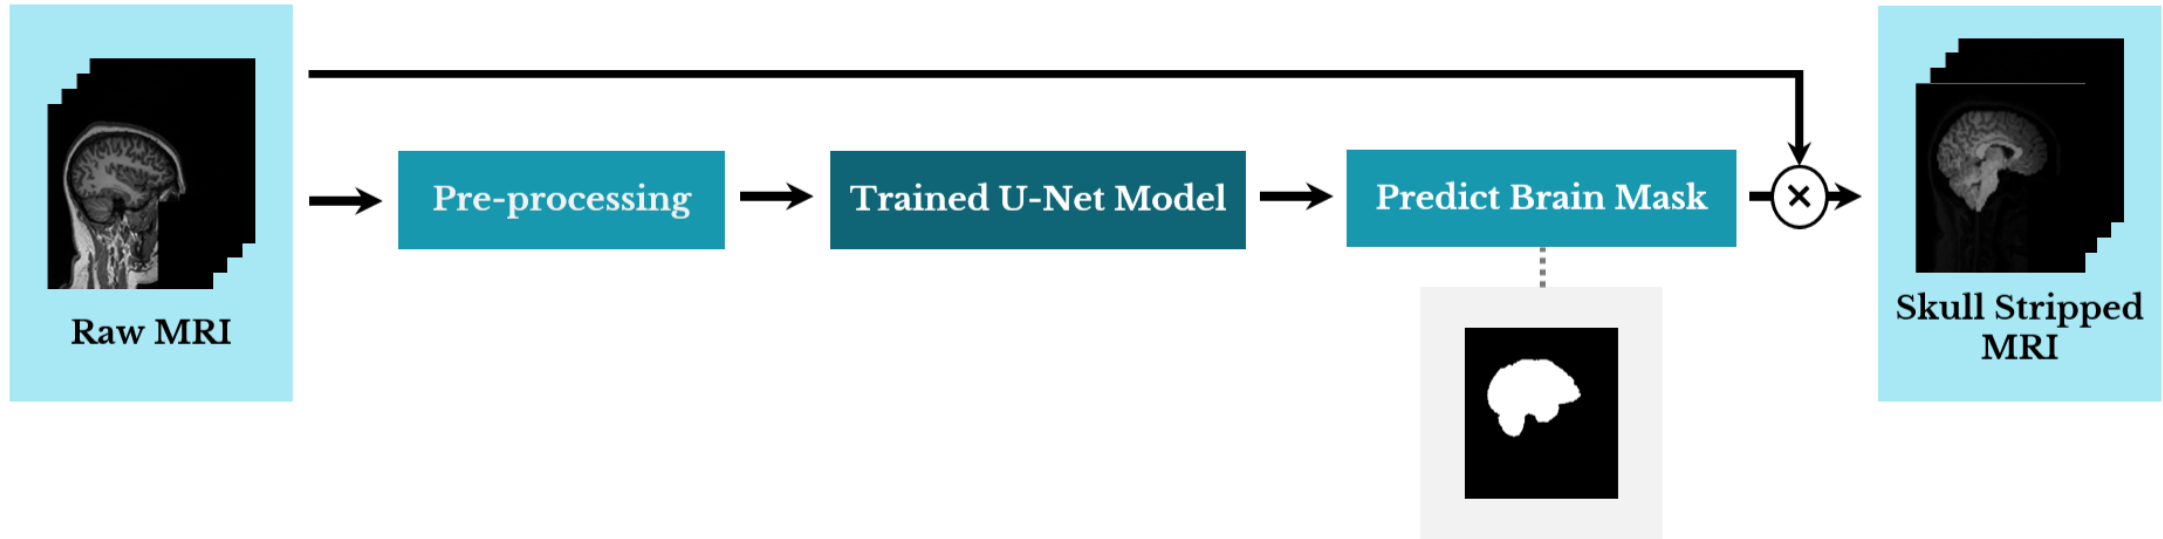 Raw MRI
Pre-processing
Trained U-Net Model
Predict Brain Mask
Skull Stripped
MRI